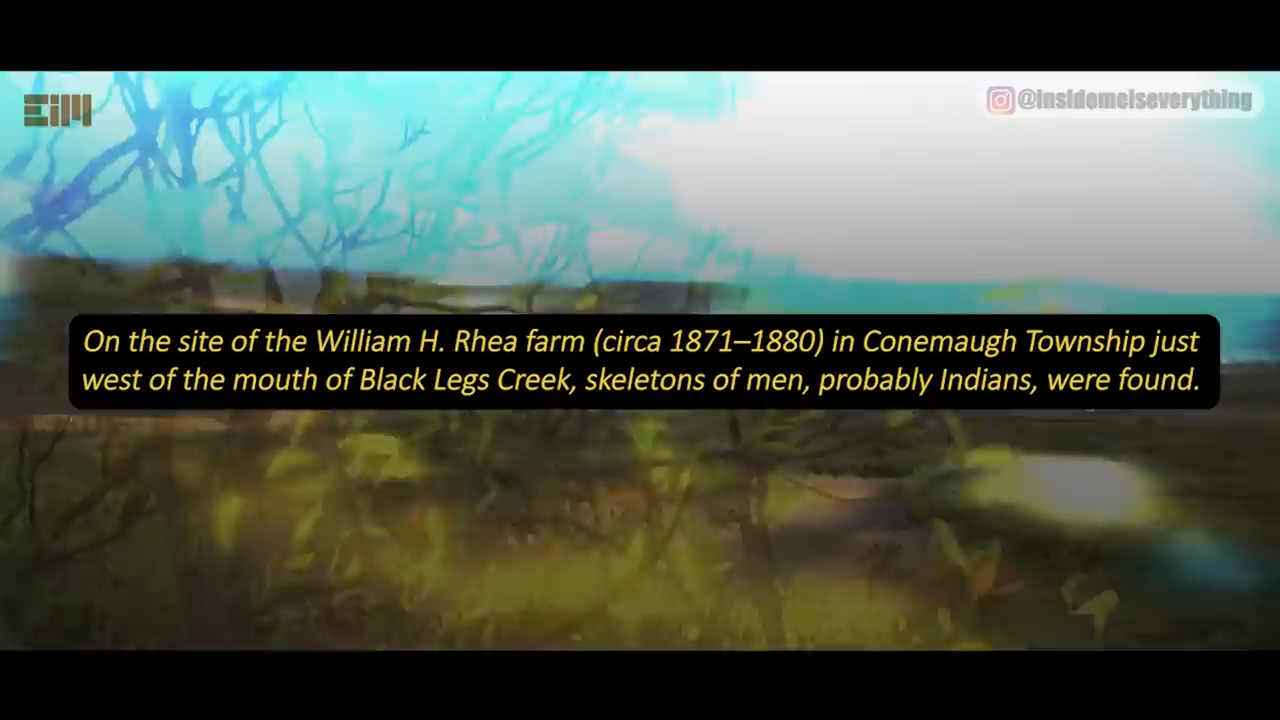 EiM
@insidemeiseverything
On the site of the William H. Rhea farm (circa 1871–1880) in Conemaugh Township just
west of the mouth of Black Legs Creek, skeletons of men, probably Indians, were found.